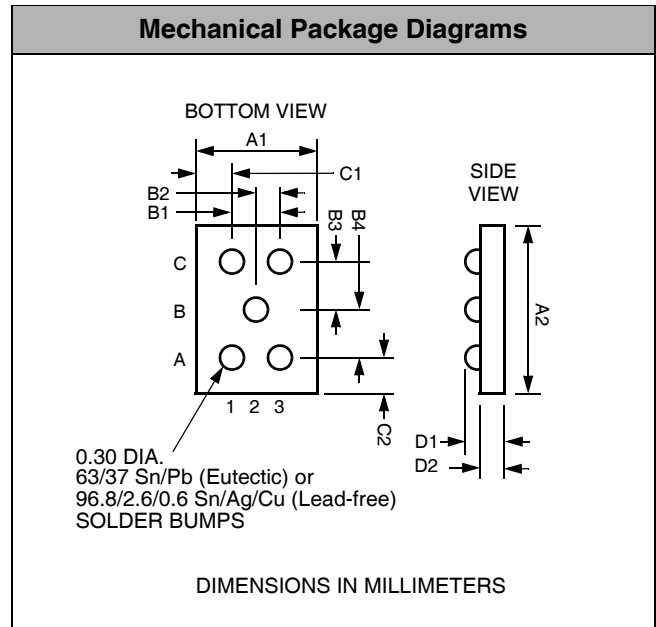 Mechanical Package Diagrams
BOTTOM VIEW
A1
C1
B2
B1
B3
B4
SIDE
VIEW
C
B
A
A2
1 2 3
C2
D1
D2
0.30 DIA.
63/37 Sn/Pb (Eutectic) or
96.8/2.6/0.6 Sn/Ag/Cu (Lead-free)
SOLDER BUMPS
DIMENSIONS IN MILLIMETERS